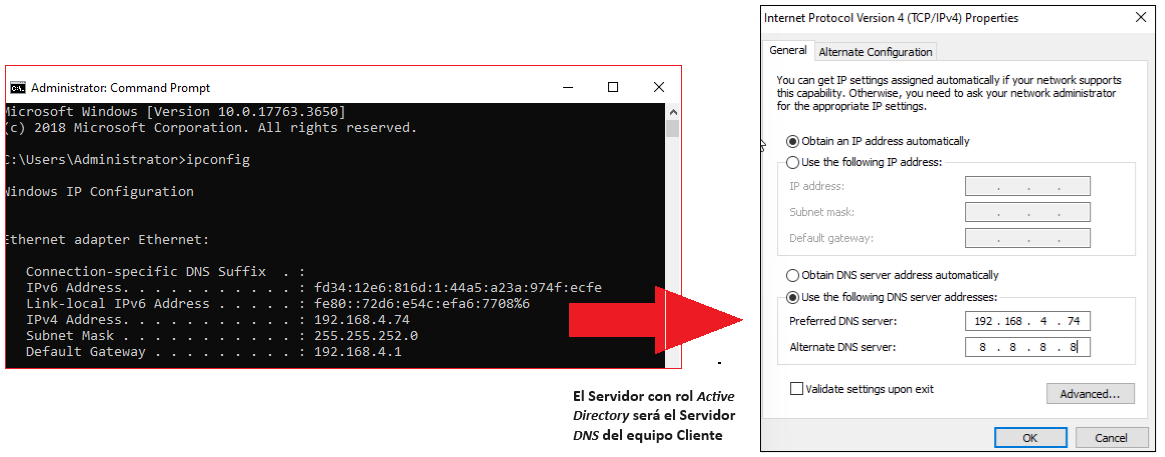 Administrator: Command Prompt
Microsoft Windows [Version 10.0.17763.3650]
(c) 2018 Microsoft Corporation. All rights reserved.
C:\Users\Administrator>ipconfig
Windows IP Configuration
Ethernet adapter Ethernet:
Connection-specific DNS Suffix  . :
IPv6 Address. . . . . . . . . . . : fd34:12e6:816d:1:44a5:a23a:974f:ecfe
Link-local IPv6 Address . . . . . : fe80::72d6:e54c:efa6:7708%6
IPv4 Address. . . . . . . . . . . : 192.168.4.74
Subnet Mask . . . . . . . . . . . : 255.255.252.0
Default Gateway . . . . . . . . . : 192.168.4.1
El Servidor con rol Active
Directory será el Servidor
DNS del equipo Cliente
Internet Protocol Version 4 (TCP/IPv4) Properties
General
Alternate Configuration
You can get IP settings assigned automatically if your network supports
this capability. Otherwise, you need to ask your network administrator
for the appropriate IP settings.
Obtain an IP address automatically
Use the following IP address:
IP address:
Subnet mask:
Default gateway:
Obtain DNS server address automatically
Use the following DNS server addresses:
Preferred DNS server: 192 . 168 . 4 . 74
Alternate DNS server: 8 . 8 . 8 . 8
Validate settings upon exit
Advanced...
OK
Cancel